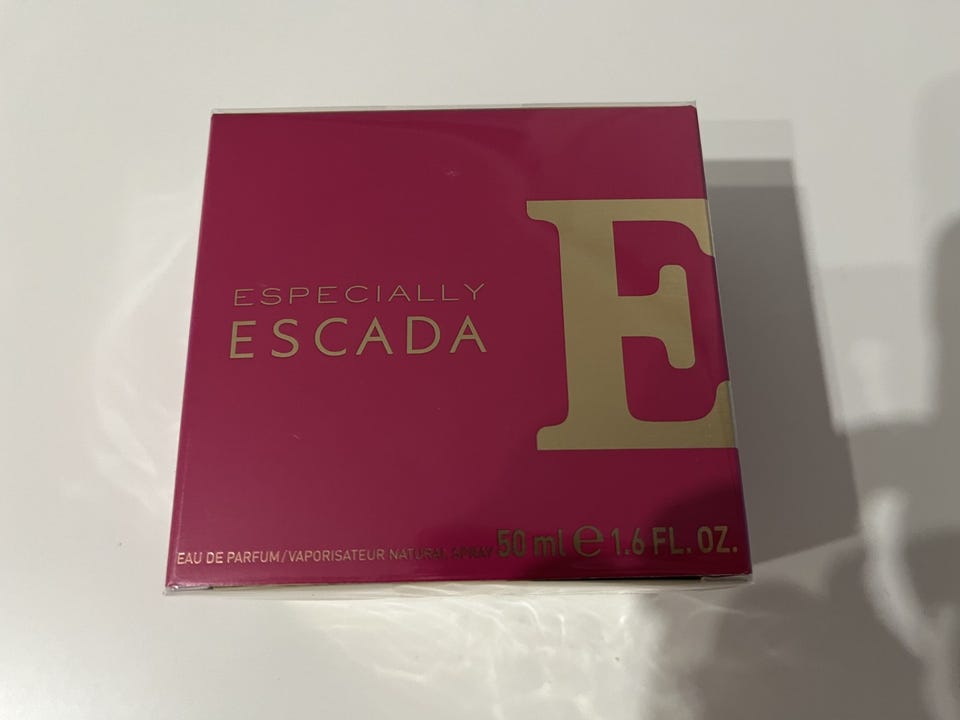 ESPECIALLY
ESCADA
E
EAU DE PARFUM/VAPORISATEUR NATURAL SPRAY 50 ml ℮ 1.6 FL. OZ.